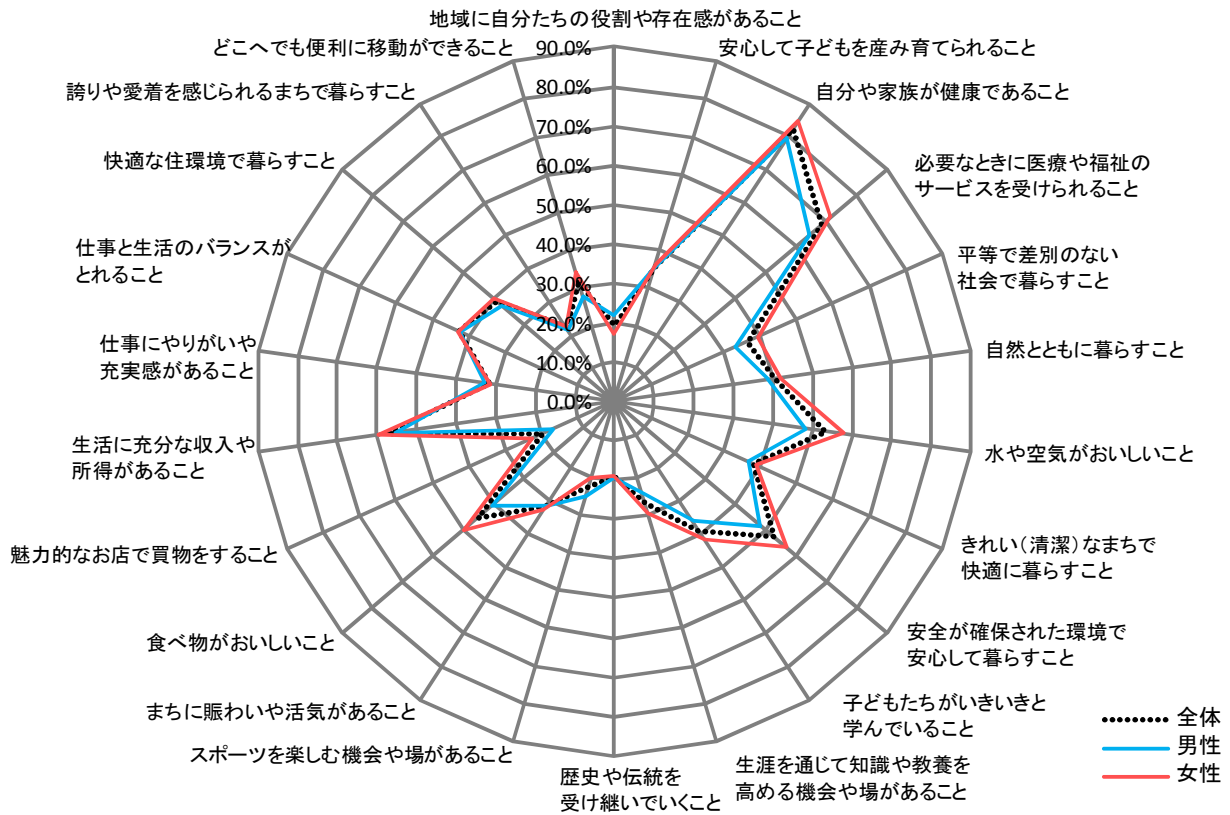 地域に自分たちの役割や存在感があること
安心して子どもを産み育てられること
自分や家族が健康であること
必要なときに医療や福祉の
サービスを受けられること
平等で差別のない
社会で暮らすこと
自然とともに暮らすこと
水や空気がおいしいこと
きれい（清潔）なまちで
快適に暮らすこと
安全が確保された環境で
安心して暮らすこと
子どもたちがいきいきと
学んでいること
生涯を通じて知識や教養を
高める機会や場があること
歴史や伝統を
受け継いでいくこと
スポーツを楽しむ機会や場があること
まちに賑わいや活気があること
食べ物がおいしいこと
魅力的なお店で買物をすること
生活に充分な収入や
所得があること
仕事にやりがいや
充実感があること
仕事と生活のバランスが
とれること
快適な住環境で暮らすこと
誇りや愛着を感じられるまちで暮らすこと
どこへでも便利に移動ができること
90.0%
80.0%
70.0%
60.0%
50.0%
40.0%
30.0%
20.0%
10.0%
0.0%
全体
男性
女性